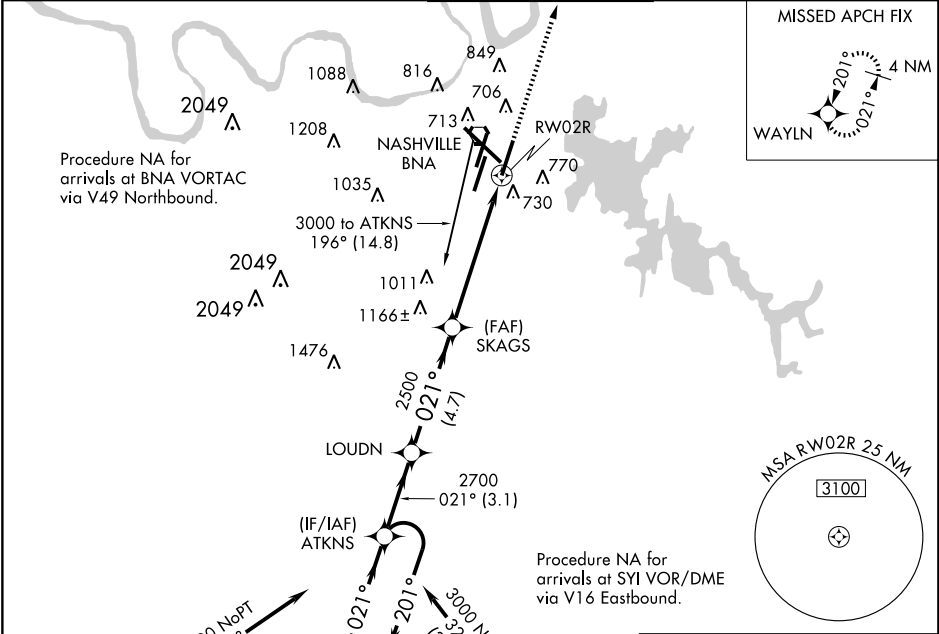 MISSED APCH FIX
201°
4 NM
021°
WAYLN
849
1088
816
2049
706
713
RW02R
1208
NASHVILLE
BNA
Procedure NA for
arrivals at BNA VORTAC
via V49 Northbound.
770
1035
730
3000 to ATKNS
196° (14.8)
2049
1011
2049
1166±
(FAF)
SKAGS
1476
2500
021°
(4.7)
LOUDN
MSA RW02R 25 NM
2700
021° (3.1)
3100
(IF/IAF)
ATKNS
Procedure NA for
arrivals at SYI VOR/DME
via V16 Eastbound.
NoPT
021°
201°
3000